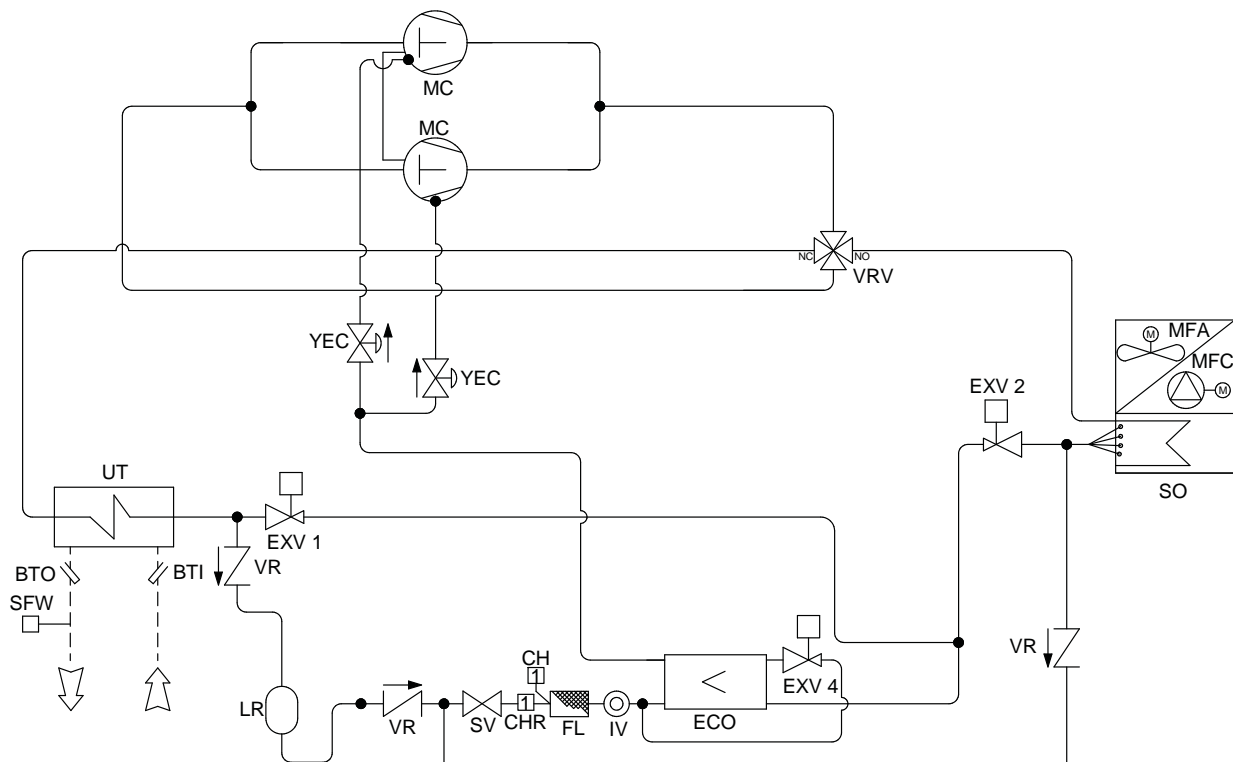 MC
MC
NC
NO
VRV
YEC
YEC
M
MFA
MFC
M
EXV 2
SO
UT
EXV 1
VR
BTO
BTI
SFW
LR
VR
SV
CH
1
1
CHR
FL
IV
ECO
EXV 4
VR